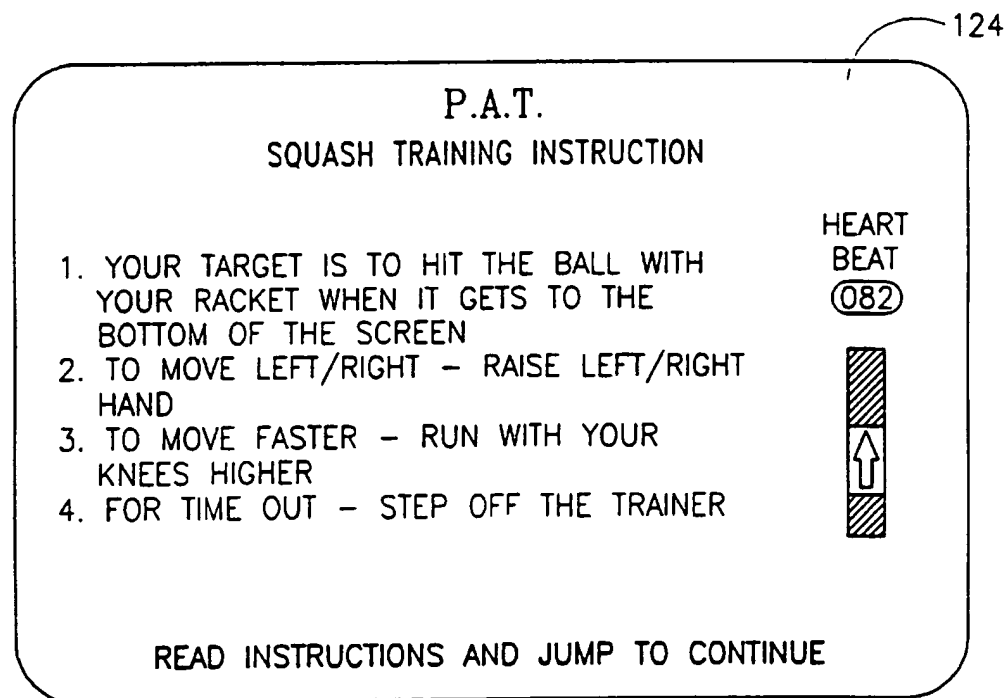 124
P.A.T.
SQUASH TRAINING INSTRUCTION
HEART
BEAT
082
1. YOUR TARGET IS TO HIT THE BALL WITH
YOUR RACKET WHEN IT GETS TO THE
BOTTOM OF THE SCREEN
2. TO MOVE LEFT/RIGHT – RAISE LEFT/RIGHT
HAND
3. TO MOVE FASTER – RUN WITH YOUR
KNEES HIGHER
4. FOR TIME OUT – STEP OFF THE TRAINER
READ INSTRUCTIONS AND JUMP TO CONTINUE